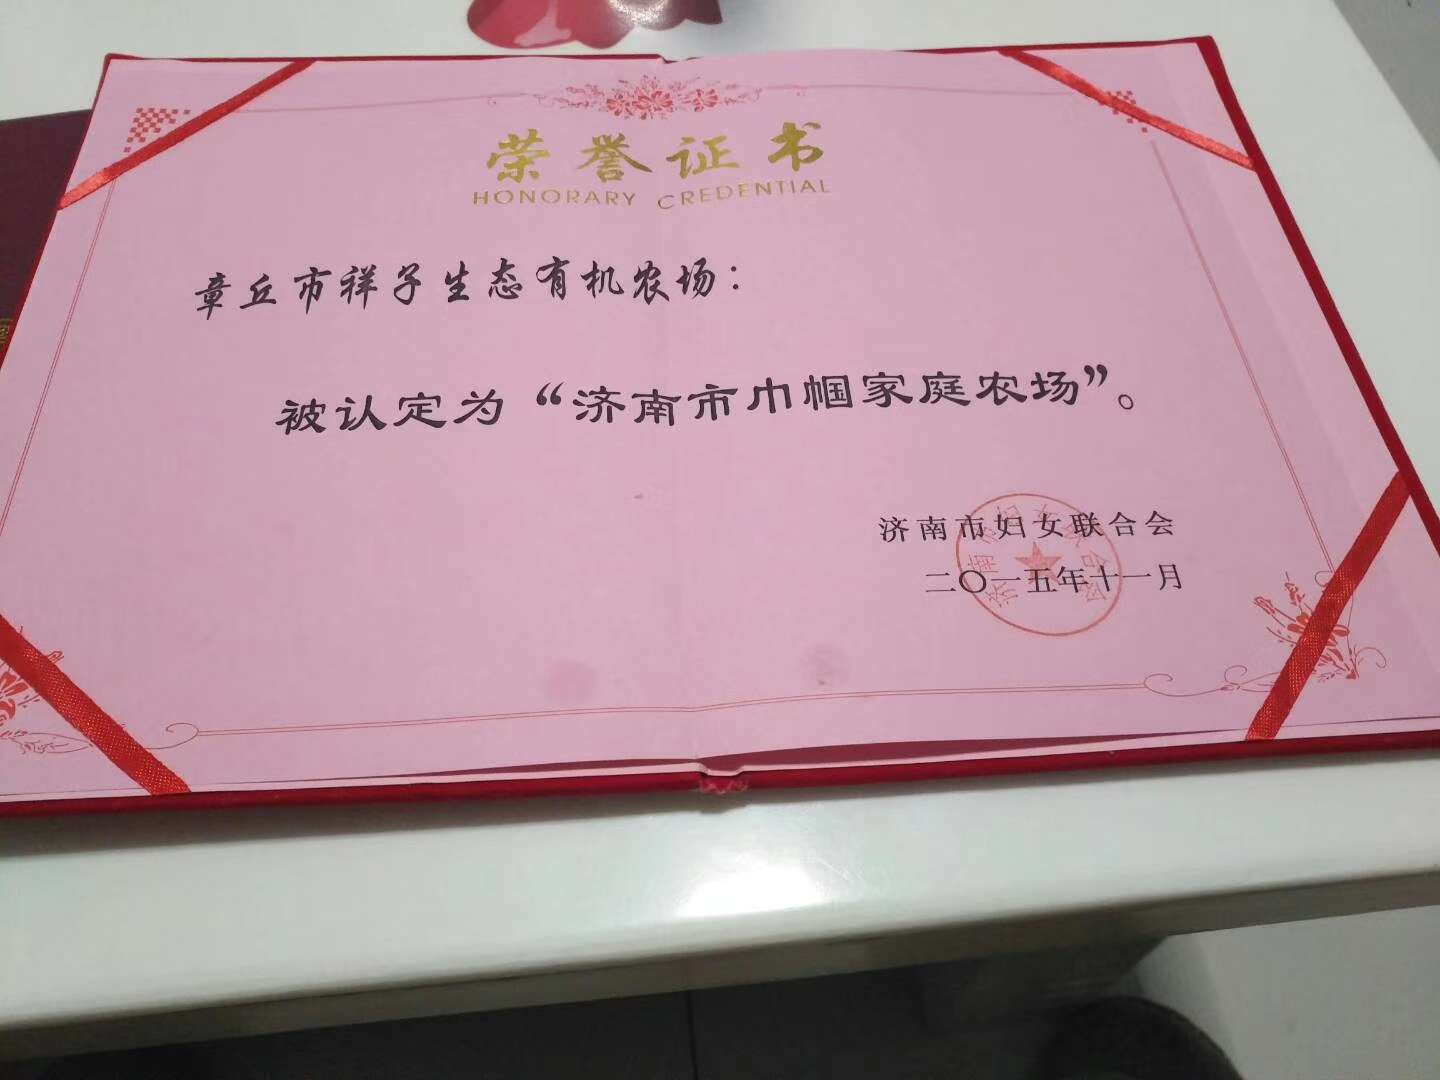 荣誉证书
HONORARY CREDENTIAL
章丘市祥子生态有机农场：
被认定为“济南市巾帼家庭农场”。
济南市妇女联合会
二〇一五年十一月